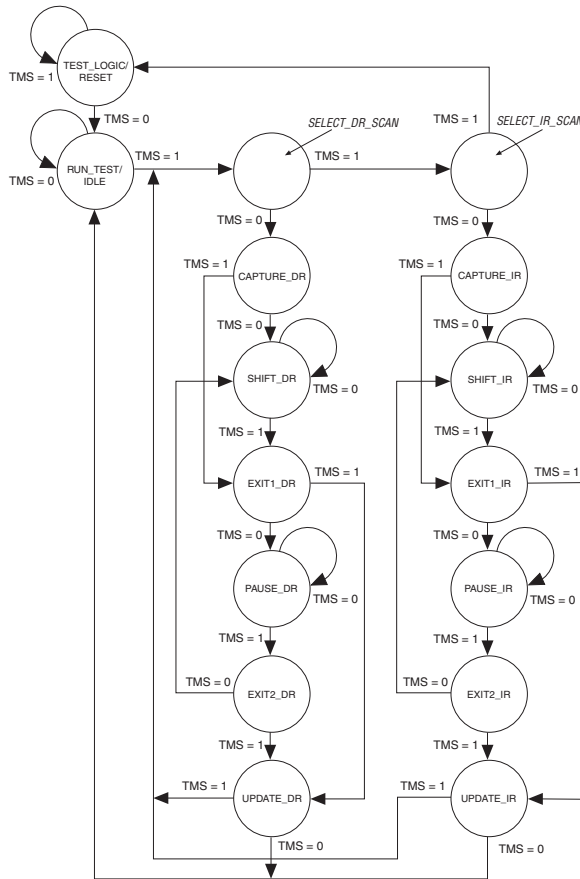 TEST_LOGIC/
RESET
TMS = 1
TMS = 0
SELECT_DR_SCAN
TMS = 1
SELECT_IR_SCAN
RUN_TEST/
IDLE
TMS = 0
TMS = 1
TMS = 1
TMS = 0
TMS = 0
TMS = 1
CAPTURE_DR
TMS = 1
CAPTURE_IR
TMS = 0
TMS = 0
SHIFT_DR
TMS = 0
SHIFT_IR
TMS = 0
TMS = 1
TMS = 1
EXIT1_DR
TMS = 1
EXIT1_IR
TMS = 1
TMS = 0
TMS = 0
PAUSE_DR
TMS = 0
PAUSE_IR
TMS = 0
TMS = 1
TMS = 1
TMS = 0
EXIT2_DR
TMS = 0
EXIT2_IR
TMS = 1
TMS = 1
TMS = 1
UPDATE_DR
TMS = 1
UPDATE_IR
TMS = 0
TMS = 0